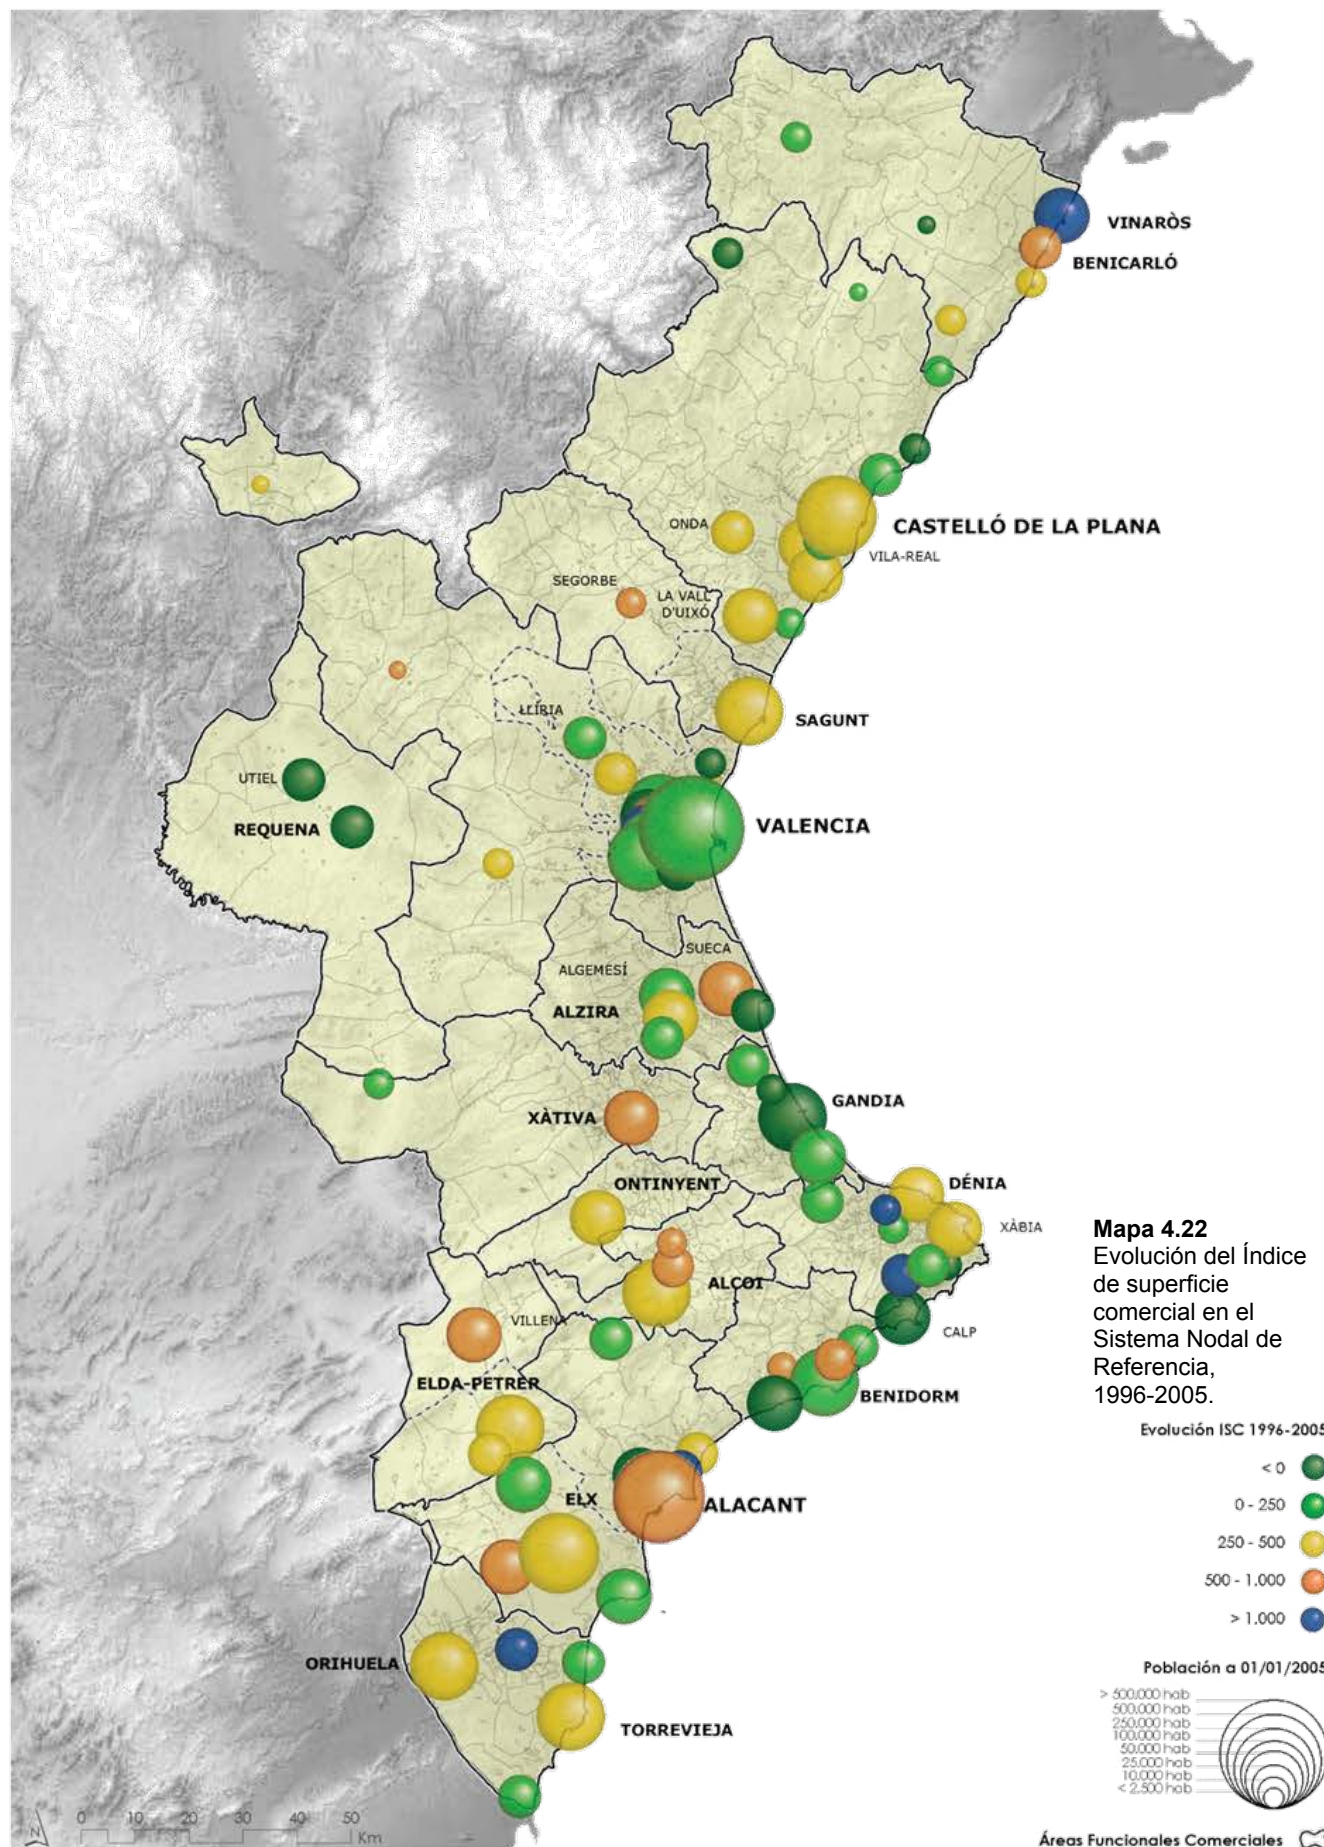 VINARÒS
BENICARLÓ
ONDA
CASTELLÓ DE LA PLANA
VILA-REAL
SEGORBE
LA VALL
D'UIXÓ
SAGUNT
LLÍRIA
UTIEL
REQUENA
VALENCIA
SUECA
ALGEMESÍ
ALZIRA
GANDIA
XÀTIVA
ONTINYENT
DÉNIA
XÀBIA
ALCOI
VILLENA
CALP
ELDA-PETRER
BENIDORM
ELX
ALACANT
ORIHUELA
TORREVIEJA
Mapa 4.22
Evolución del Índice
de superficie
comercial en el
Sistema Nodal de
Referencia,
1996-2005.
Evolución ISC 1996-2005
< 0
0 - 250
250 - 500
500 - 1.000
> 1.000
Población a 01/01/2005
> 500.000 hab
500.000 hab
250.000 hab
100.000 hab
50.000 hab
25.000 hab
10.000 hab
< 2.500 hab
Áreas Funcionales Comerciales
N
0 10 20 30 40 50
Km